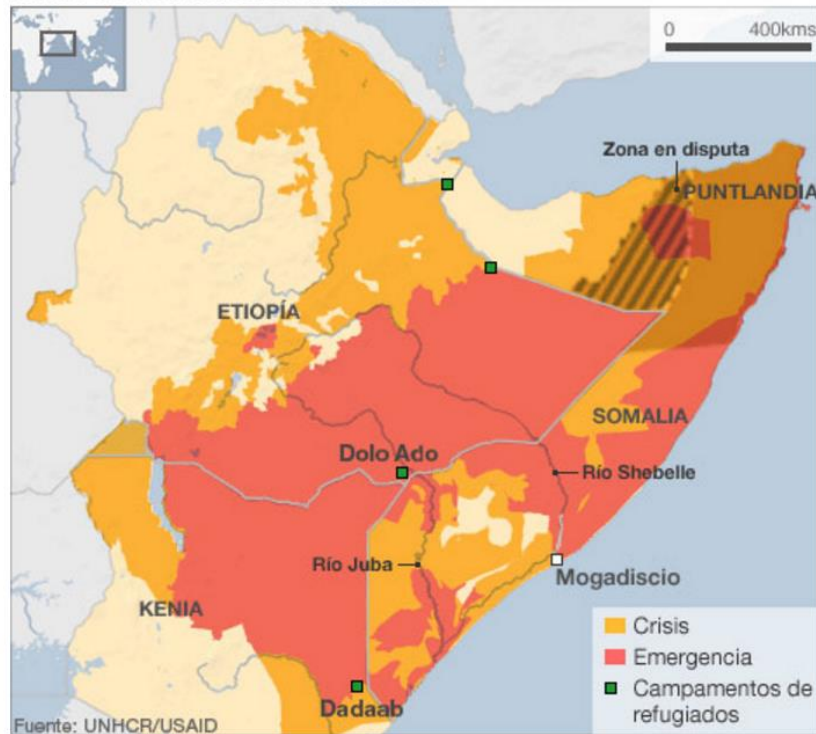 0 400kms
Zona en disputa
PUNTLANDIA
ETIOPÍA
SOMALIA
Dolo Ado
Río Shebelle
Río Juba
Mogadiscio
KENIA
Crisis
Emergencia
Campamentos de
refugiados
Dadaab
Fuente: UNHCR/USAID